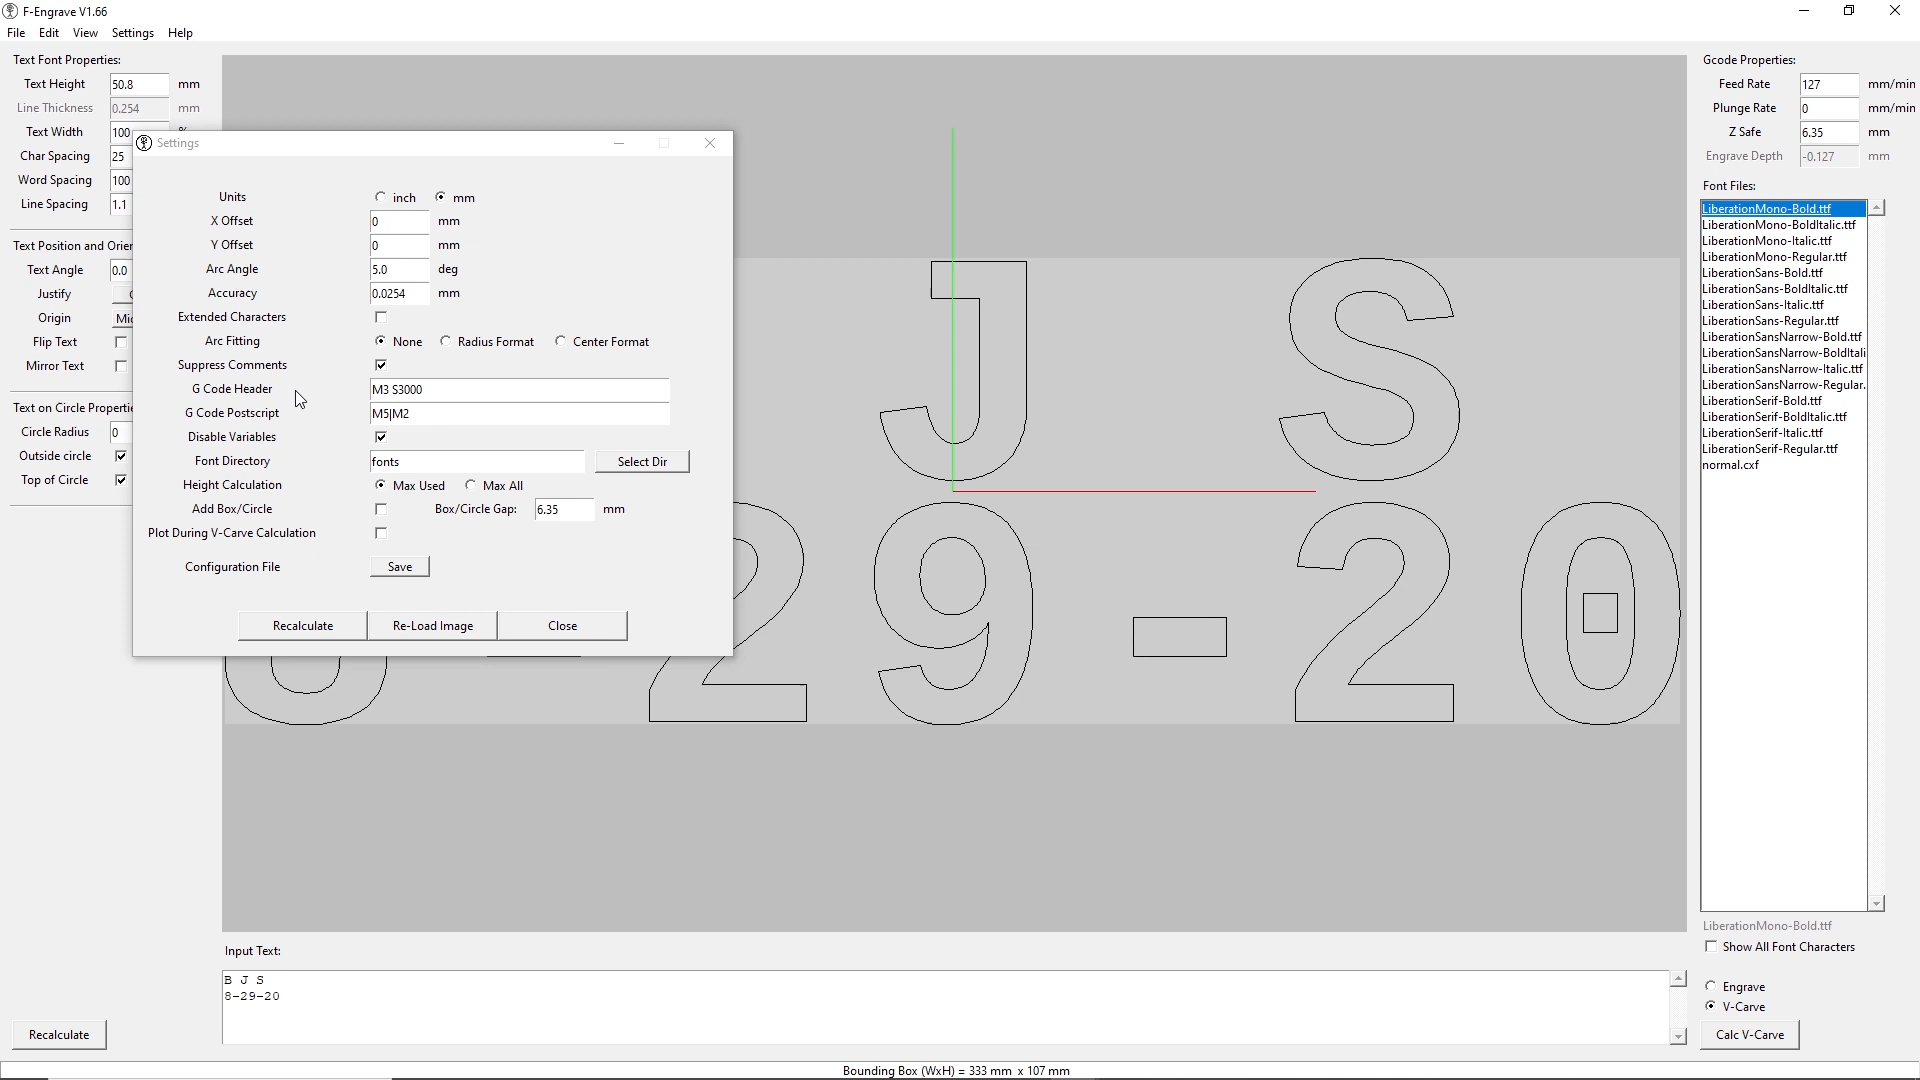 F-Engrave V1.66
File Edit View Settings Help
Text Font Properties:
Text Height 50.8 mm
Line Thickness 0.254 mm
Text Width 100 %
Char Spacing 25
Word Spacing 100
Line Spacing 1.1
Text Position and Orien
Text Angle 0.0
Justify
Origin Mi
Flip Text
Mirror Text
Text on Circle Propertie
Circle Radius 0
Outside circle
Top of Circle
Recalculate
Settings
Units inch mm
X Offset 0 mm
Y Offset 0 mm
Arc Angle 5.0 deg
Accuracy 0.0254 mm
Extended Characters
Arc Fitting None Radius Format Center Format
Suppress Comments
G Code Header M3 S3000
G Code Postscript M5|M2
Disable Variables
Font Directory fonts Select Dir
Height Calculation Max Used Max All
Add Box/Circle Box/Circle Gap: 6.35 mm
Plot During V-Carve Calculation
Configuration File Save
Recalculate Re-Load Image Close
J S
29-20
Input Text:
B J S
8-29-20
Gcode Properties:
Feed Rate 127 mm/min
Plunge Rate 0 mm/min
Z Safe 6.35 mm
Engrave Depth -0.127 mm
Font Files:
LiberationMono-Bold.ttf
LiberationMono-BoldItalic.ttf
LiberationMono-Italic.ttf
LiberationMono-Regular.ttf
LiberationSans-Bold.ttf
LiberationSans-BoldItalic.ttf
LiberationSans-Italic.ttf
LiberationSans-Regular.ttf
LiberationSansNarrow-Bold.ttf
LiberationSansNarrow-BoldItali
LiberationSansNarrow-Italic.ttf
LiberationSansNarrow-Regular.
LiberationSerif-Bold.ttf
LiberationSerif-BoldItalic.ttf
LiberationSerif-Italic.ttf
LiberationSerif-Regular.ttf
normal.cxf
LiberationMono-Bold.ttf
Show All Font Characters
Engrave
V-Carve
Calc V-Carve
Bounding Box (WxH) = 333 mm x 107 mm